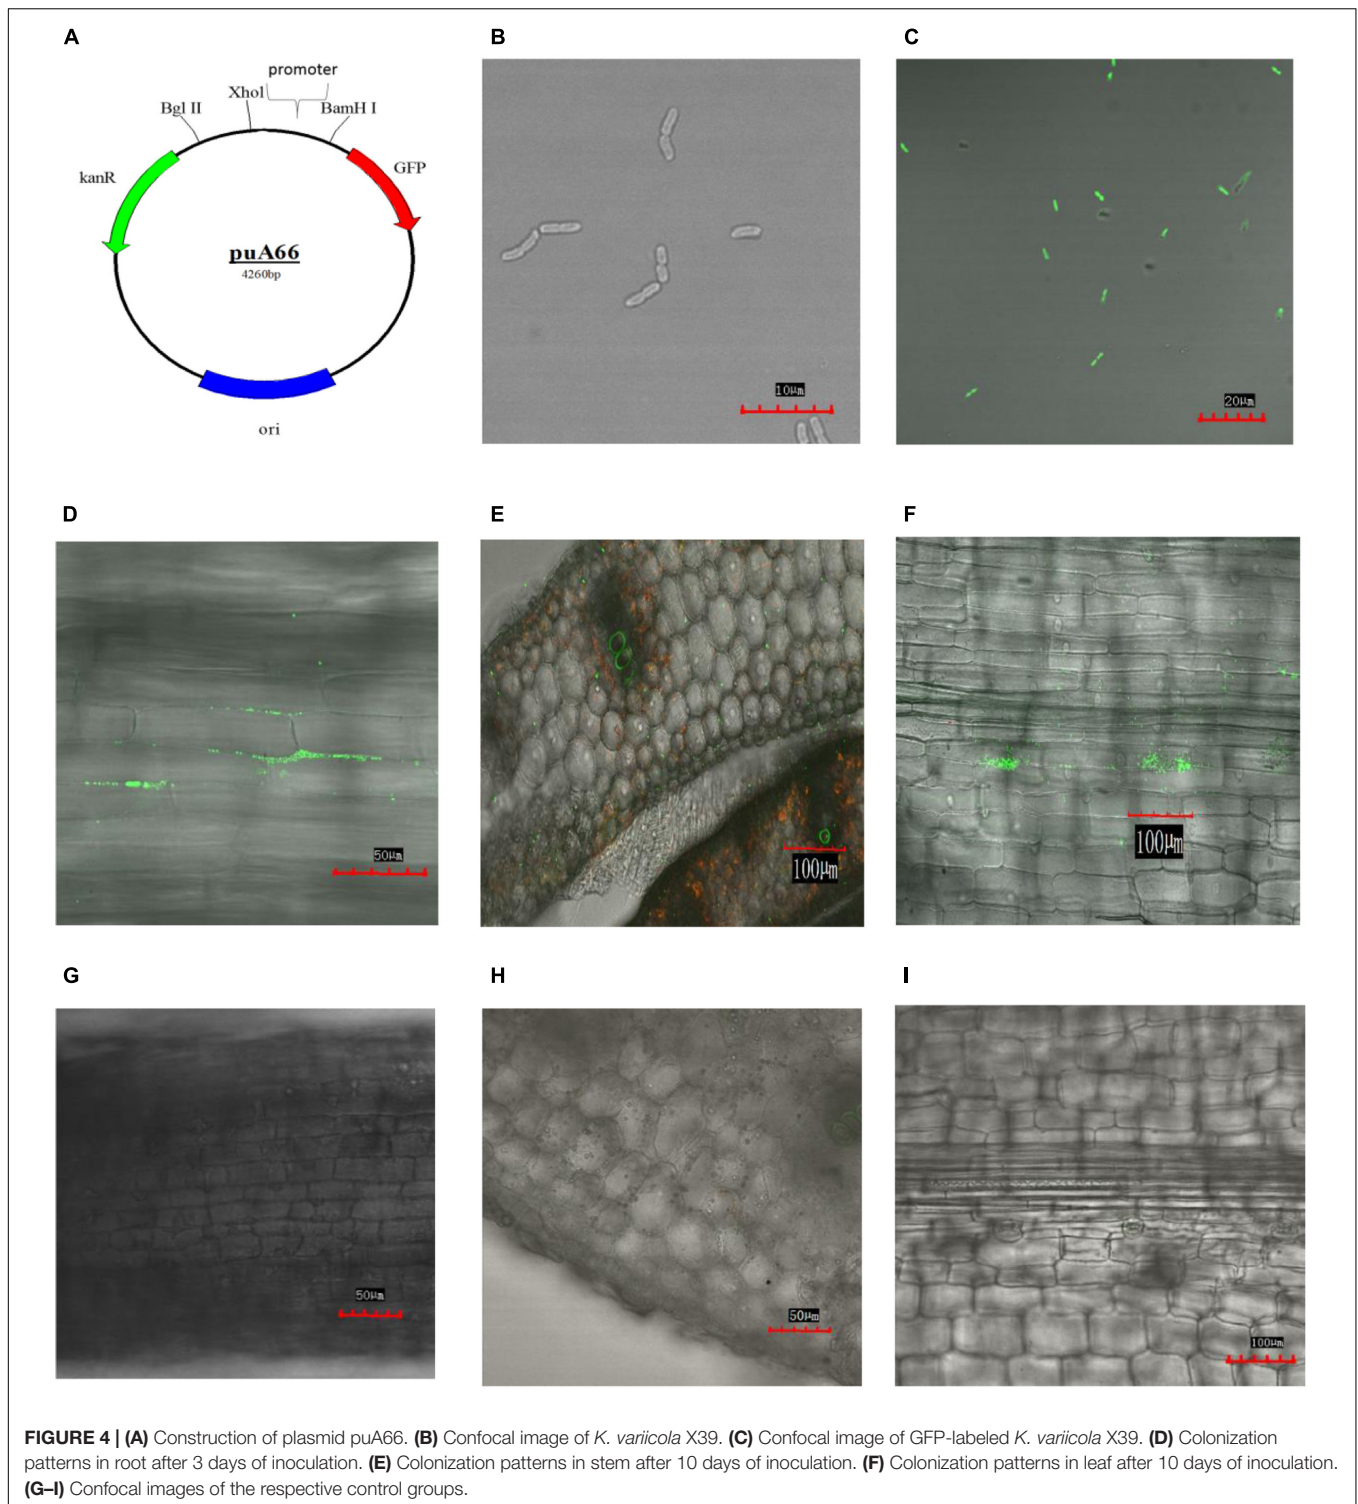 A
B
C
promoter
XhoI
Bgl II
BamH I
kanR
GFP
puA66
4260bp
ori
10μm
20μm
D
E
F
50μm
100μm
100μm
G
H
I
50μm
50μm
100μm
FIGURE 4 | (A) Construction of plasmid puA66. (B) Confocal image of K. variicola X39. (C) Confocal image of GFP-labeled K. variicola X39. (D) Colonization
patterns in root after 3 days of inoculation. (E) Colonization patterns in stem after 10 days of inoculation. (F) Colonization patterns in leaf after 10 days of inoculation.
(G–I) Confocal images of the respective control groups.